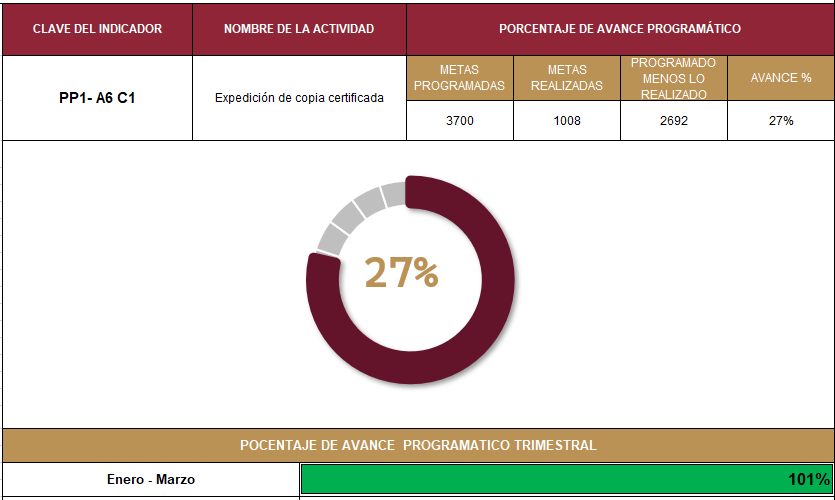 CLAVE DEL INDICADOR
NOMBRE DE LA ACTIVIDAD
PORCENTAJE DE AVANCE PROGRAMÁTICO
METAS PROGRAMADAS
METAS REALIZADAS
PROGRAMADO MENOS LO REALIZADO
AVANCE %
PP1- A6 C1
Expedición de copia certificada
3700
1008
2692
27%
27%
POCENTAJE DE AVANCE PROGRAMATICO TRIMESTRAL
Enero - Marzo
101%